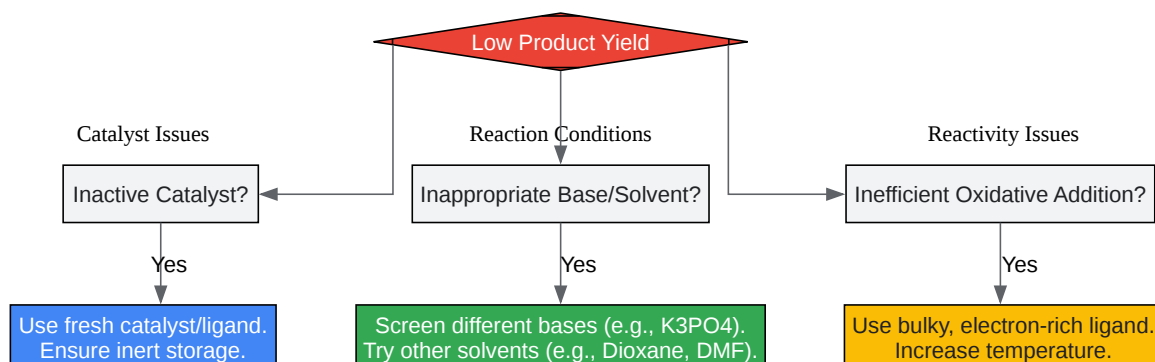 Low Product Yield
Catalyst Issues
Reaction Conditions
Reactivity Issues
Inactive Catalyst?
Inappropriate Base/Solvent?
Inefficient Oxidative Addition?
Yes
Yes
Yes
Use fresh catalyst/ligand.
Ensure inert storage.
Screen different bases (e.g., K3PO4).
Try other solvents (e.g., Dioxane, DMF).
Use bulky, electron-rich ligand.
Increase temperature.